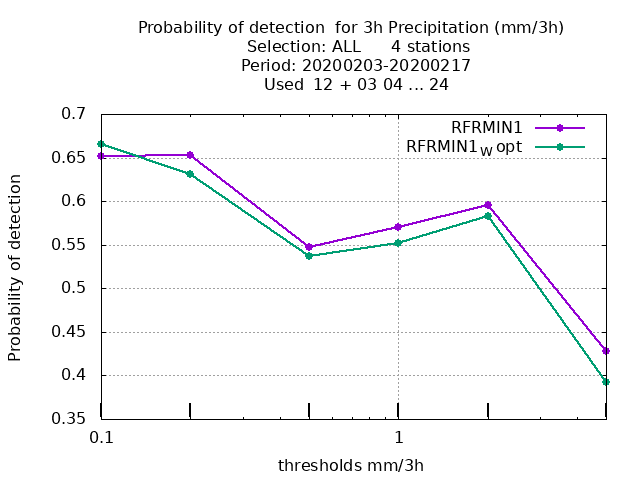 Probability of detection  for 3h Precipitation (mm/3h)
Selection: ALL      4 stations
Period: 20200203-20200217
Used  12 + 03 04 ... 24
RFRMIN1
RFRMIN1W opt
0.7
0.65
0.6
0.55
0.5
0.45
0.4
0.35
0.1
1
Probability of detection
thresholds mm/3h